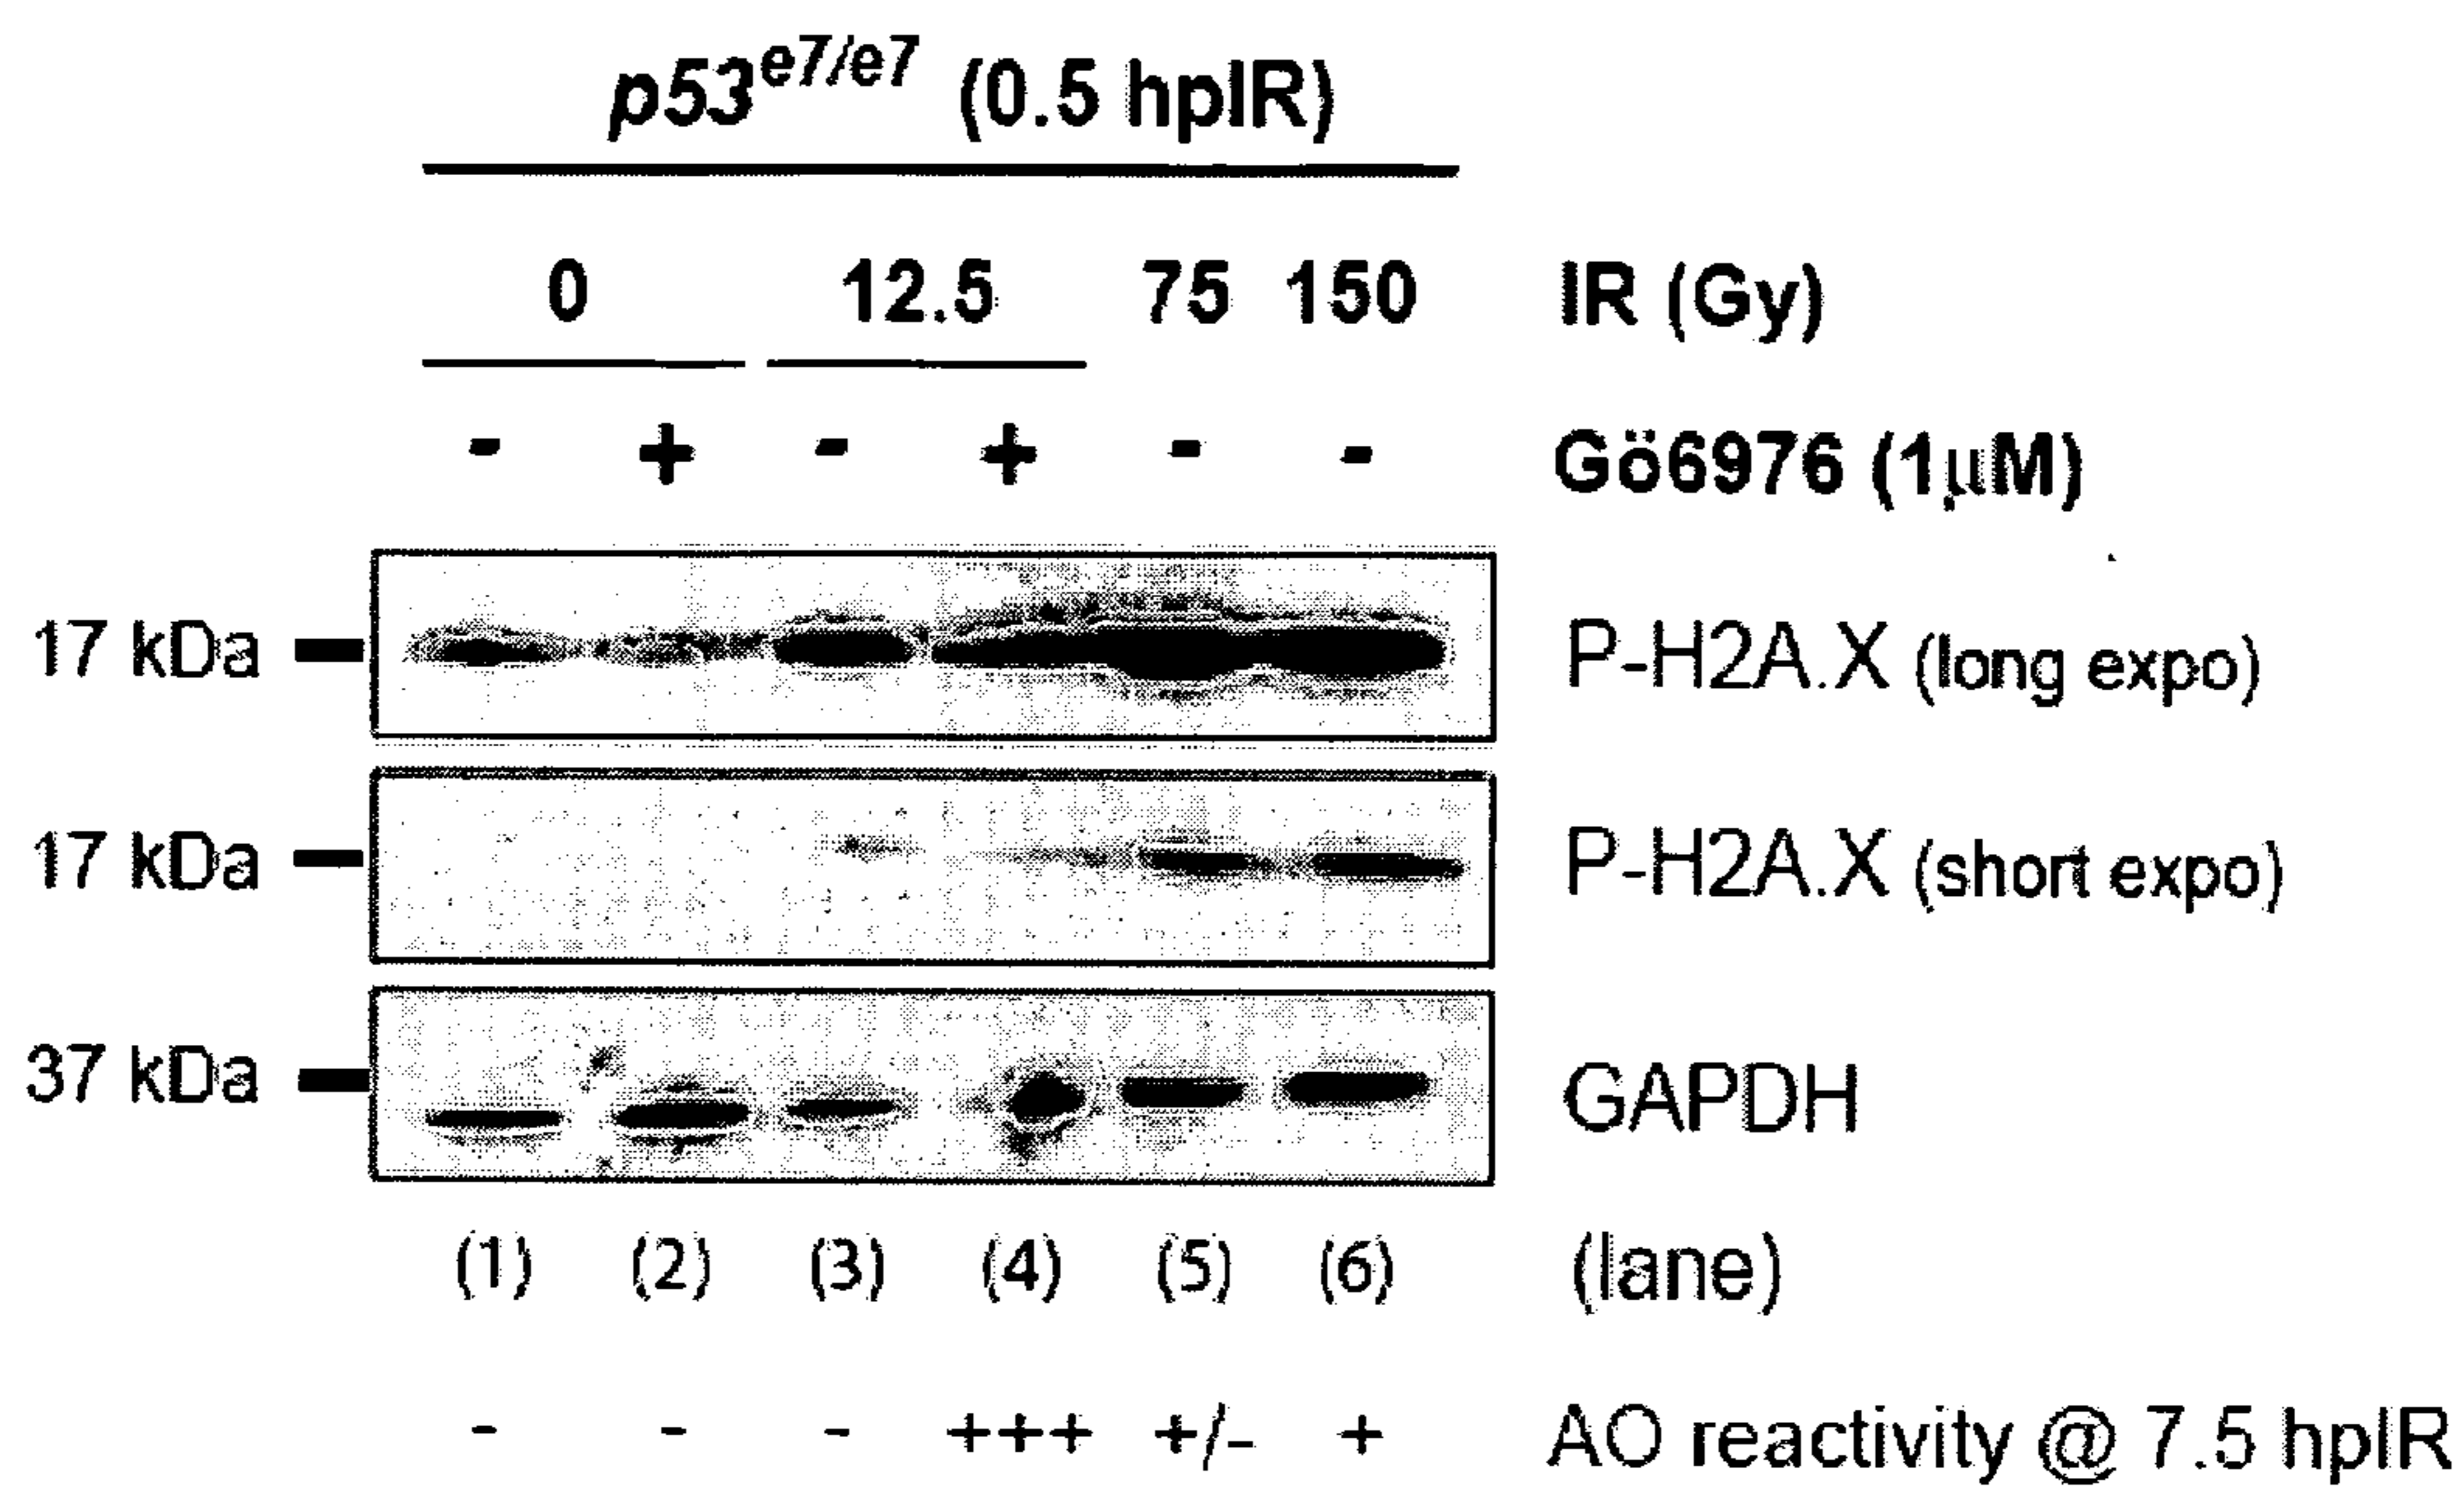 p53e7/e7 (0.5 hpIR)
0 12.5 75 150 IR (Gy)
- + - + - - Gö6976 (1µM)
17 kDa P-H2A.X (long expo)
17 kDa P-H2A.X (short expo)
37 kDa GAPDH
(1) (2) (3) (4) (5) (6) (lane)
- - - +++ +/- + AO reactivity @ 7.5 hpIR